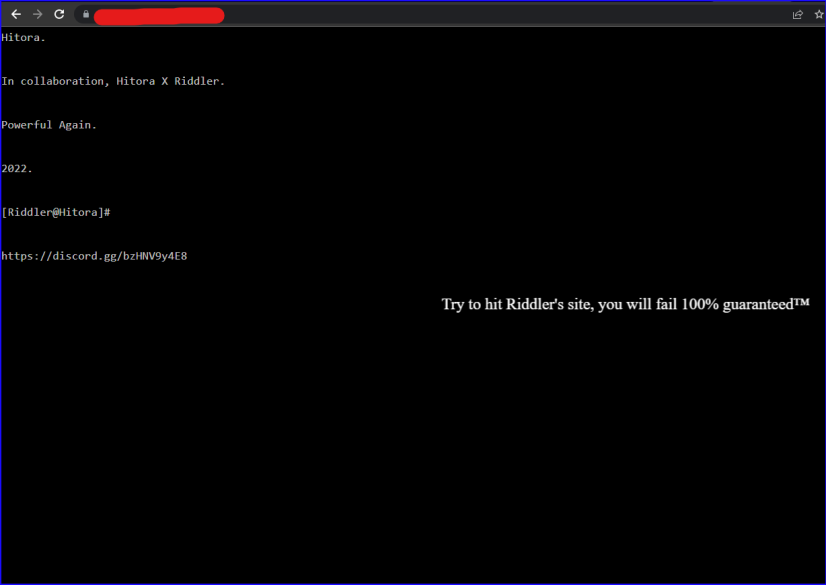 Hitora.
In collaboration, Hitora X Riddler.
Powerful Again.
2022.
[Riddler@Hitora]#
https://discord.gg/bzHNV9y4E8
Try to hit Riddler's site, you will fail 100% guaranteed™